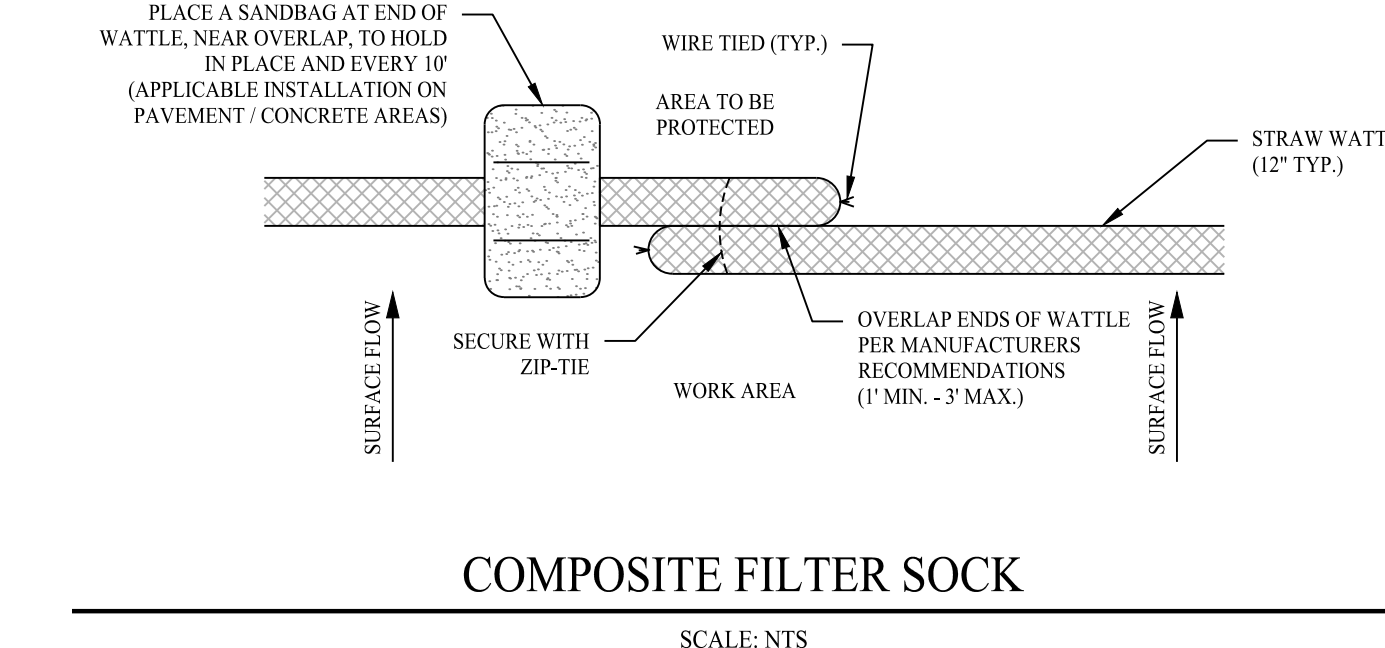 PLACE A SANDBAG AT END OF
WATTLE, NEAR OVERLAP, TO HOLD
IN PLACE AND EVERY 10'
(APPLICABLE INSTALLATION ON
PAVEMENT / CONCRETE AREAS)
WIRE TIED (TYP.)
AREA TO BE
PROTECTED
STRAW WATT
(12" TYP.)
SURFACE FLOW
SECURE WITH
ZIP-TIE
WORK AREA
OVERLAP ENDS OF WATTLE
PER MANUFACTURERS
RECOMMENDATIONS
(1' MIN. - 3' MAX.)
SURFACE FLOW
COMPOSITE FILTER SOCK
SCALE: NTS